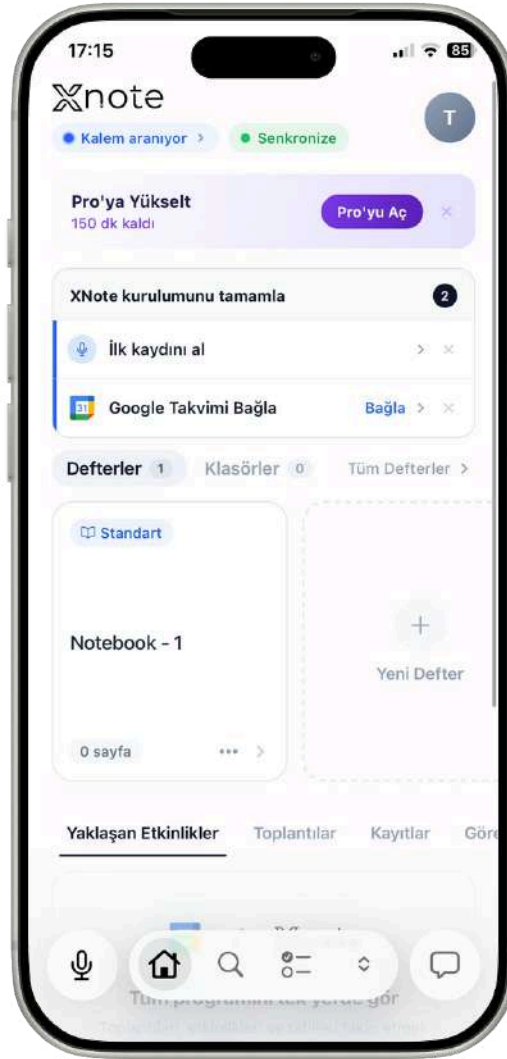 17:15
85
Xnote
T
Kalem aranıyor >
Senkronize
Pro'ya Yükselt
150 dk kaldı
Pro'yu Aç
×
XNote kurulumunu tamamla
2
İlk kaydını al
> ×
31
Google Takvimi Bağla
Bağla > ×
Defterler 1
Klasörler 0
Tüm Defterler >
Standart
Notebook - 1
0 sayfa
... >
+
Yeni Defter
Yaklaşan Etkinlikler
Toplantılar
Kayıtlar
Göre
Tüm programını tek yerde gör